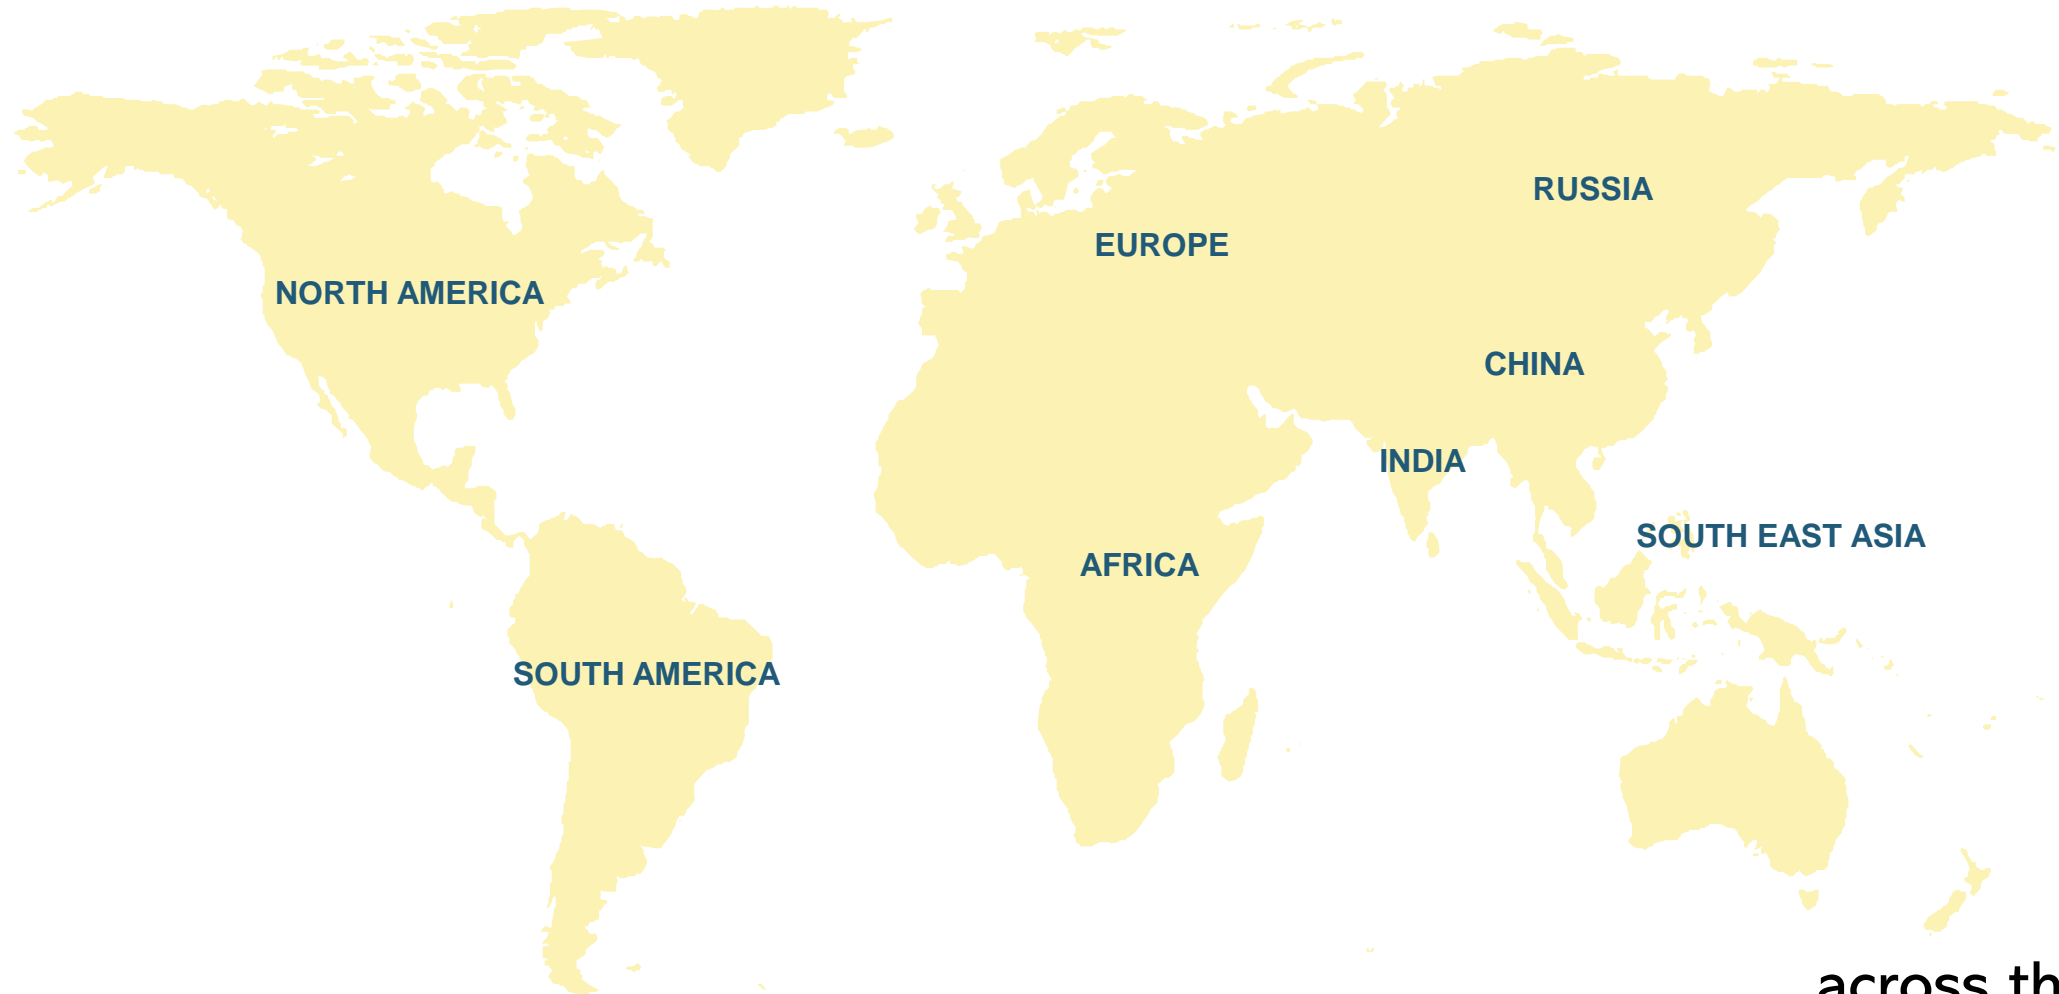 RUSSIA
EUROPE
NORTH AMERICA
CHINA
INDIA
SOUTH EAST ASIA
AFRICA
SOUTH AMERICA
across th